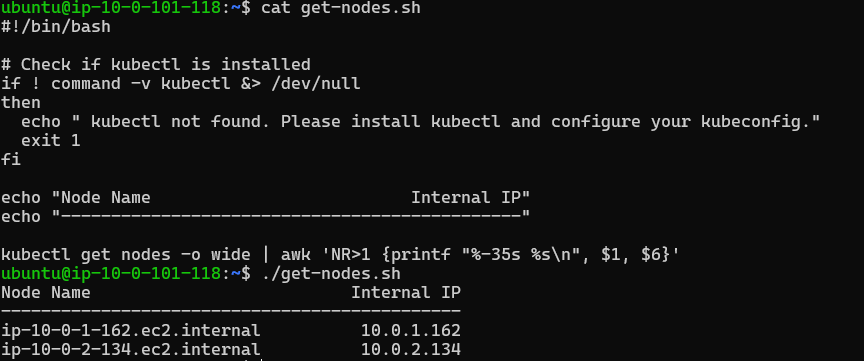 ubuntu@ip-10-0-101-118:~$ cat get-nodes.sh
#!/bin/bash
# Check if kubectl is installed
if ! command -v kubectl &> /dev/null
then
  echo " kubectl not found. Please install kubectl and configure your kubeconfig."
  exit 1
fi
echo "Node Name                          Internal IP"
echo "----------------------------------------------"
kubectl get nodes -o wide | awk 'NR>1 {printf "%-35s %s\n", $1, $6}'
ubuntu@ip-10-0-101-118:~$ ./get-nodes.sh
Node Name                          Internal IP
----------------------------------------------
ip-10-0-1-162.ec2.internal          10.0.1.162
ip-10-0-2-134.ec2.internal          10.0.2.134